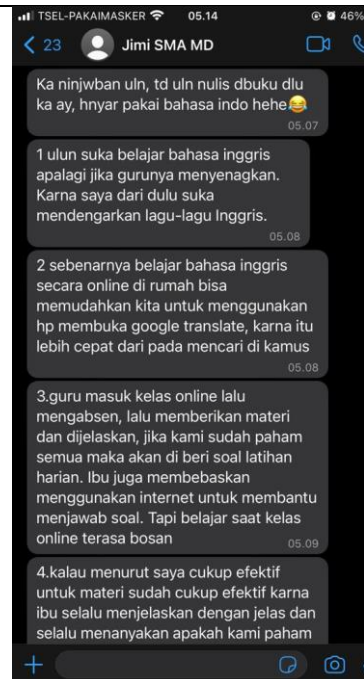 TSEL-PAKAIMASKER 05.14 46%
23 Jimi SMA MD
Ka ninjwban uln, td uln nulis dbuku dlu
ka ay, hnyar pakai bahasa indo hehe😂
05.07
1 ulun suka belajar bahasa inggris
apalagi jika gurunya menyenagkan.
Karna saya dari dulu suka
mendengarkan lagu-lagu Inggris.
05.08
2 sebenarnya belajar bahasa inggris
secara online di rumah bisa
memudahkan kita untuk menggunakan
hp membuka google translate, karna itu
lebih cepat dari pada mencari di kamus
05.08
3.guru masuk kelas online lalu
mengabsen, lalu memberikan materi
dan dijelaskan, jika kami sudah paham
semua maka akan di beri soal latihan
harian. Ibu juga membebaskan
menggunakan internet untuk membantu
menjawab soal. Tapi belajar saat kelas
online terasa bosan
05.09
4.kalau menurut saya cukup efektif
untuk materi sudah cukup efektif karna
ibu selalu menjelaskan dengan jelas dan
selalu menanyakan apakah kami paham